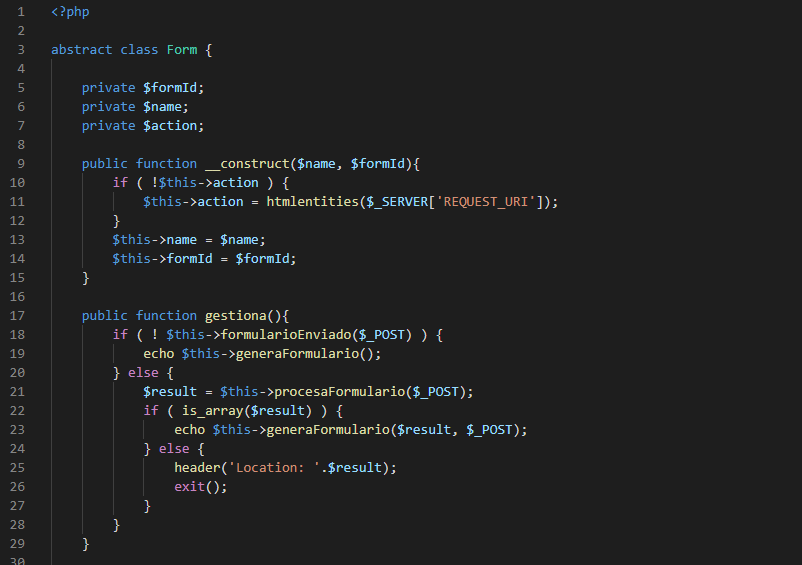 1 <?php
2
3 abstract class Form {
4
5     private $formId;
6     private $name;
7     private $action;
8
9     public function __construct($name, $formId){
10         if ( !$this->action ) {
11             $this->action = htmlentities($_SERVER['REQUEST_URI']);
12         }
13         $this->name = $name;
14         $this->formId = $formId;
15     }
16
17     public function gestiona(){
18         if ( ! $this->formularioEnviado($_POST) ) {
19             echo $this->generaFormulario();
20         } else {
21             $result = $this->procesaFormulario($_POST);
22             if ( is_array($result) ) {
23                 echo $this->generaFormulario($result, $_POST);
24             } else {
25                 header('Location: '.$result);
26                 exit();
27             }
28         }
29     }
30